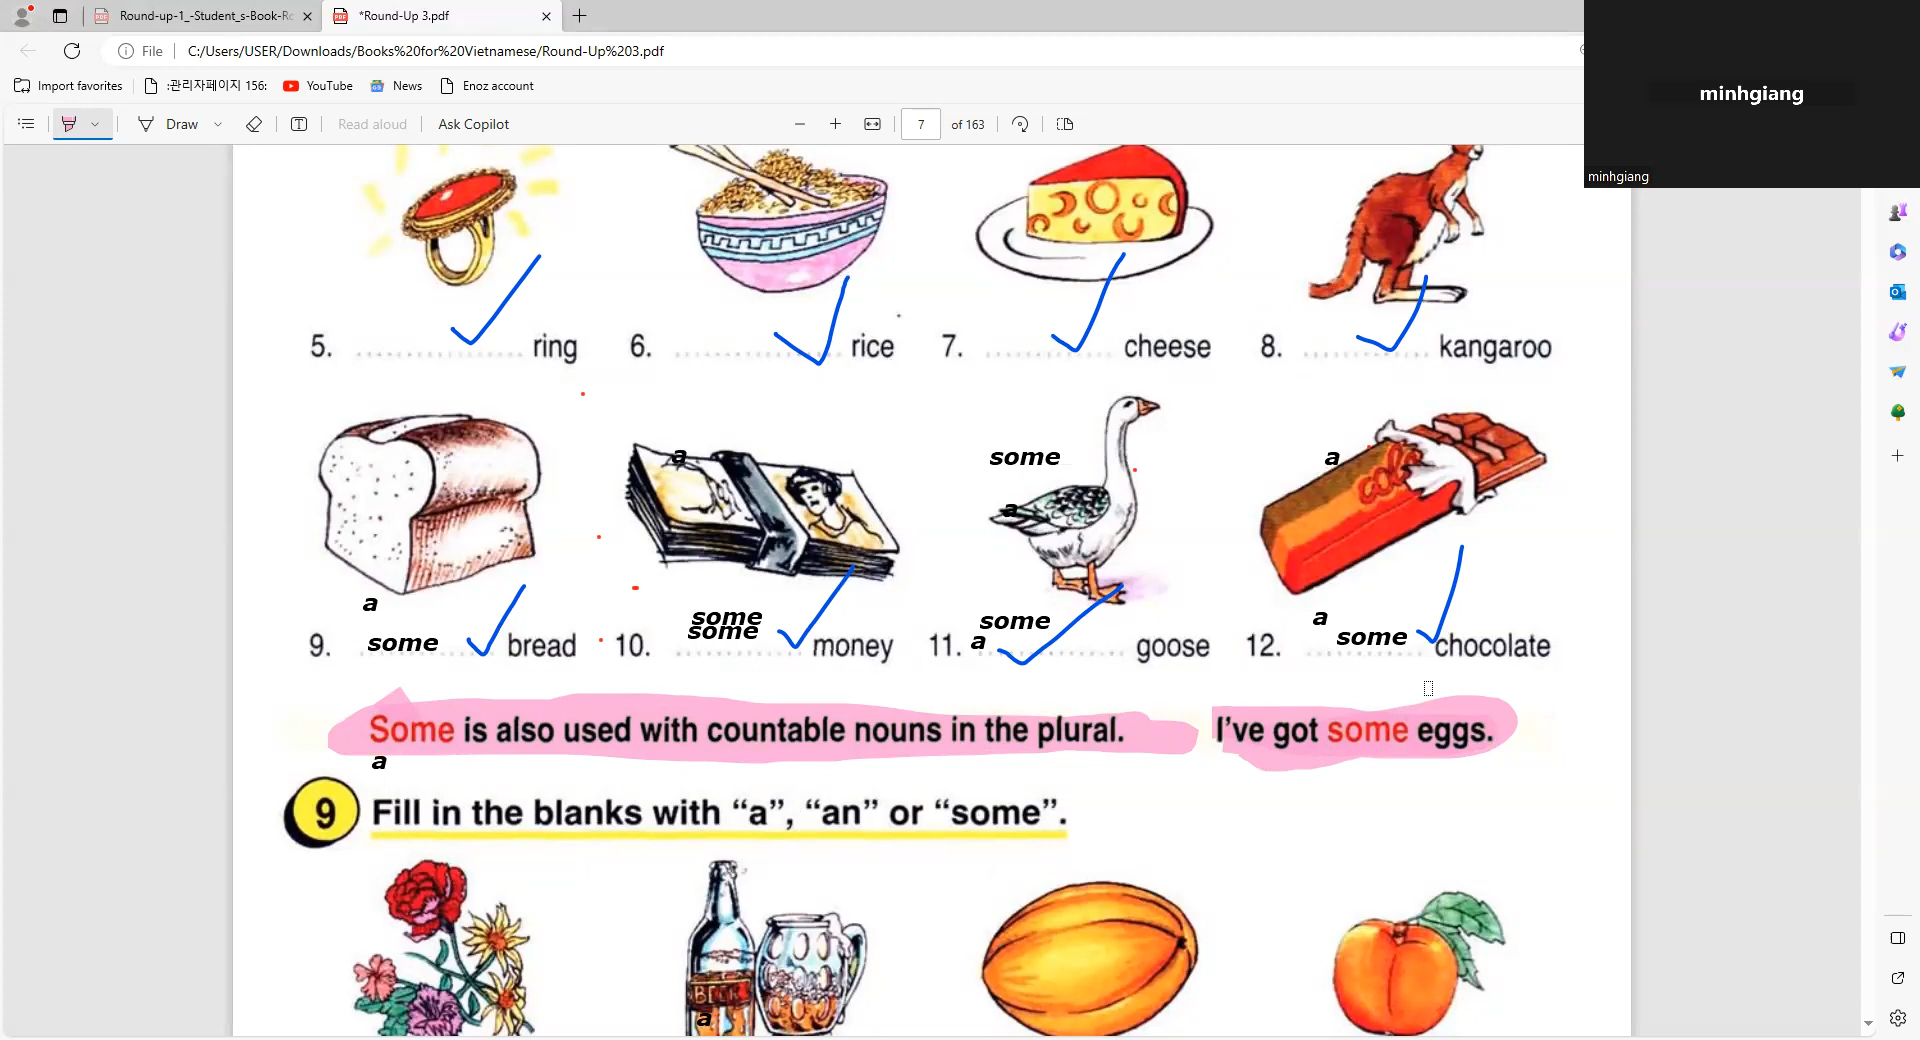 Round-up-1_-Student_s-Book-Ro
*Round-Up 3.pdf
File
C:/Users/USER/Downloads/Books%20for%20Vietnamese/Round-Up%203.pdf
Import favorites
:관리자페이지 156:
YouTube
News
Enoz account
Draw
Read aloud
Ask Copilot
7
of 163
minhgiang
minhgiang
5. ring
6. rice
7. cheese
8. kangaroo
a
some
a
a
a
some
some
a
9. some bread
10. some money
11. a goose
12. some chocolate
Some is also used with countable nouns in the plural. I've got some eggs.
a
9 Fill in the blanks with “a”, “an” or “some”.
BEER
a